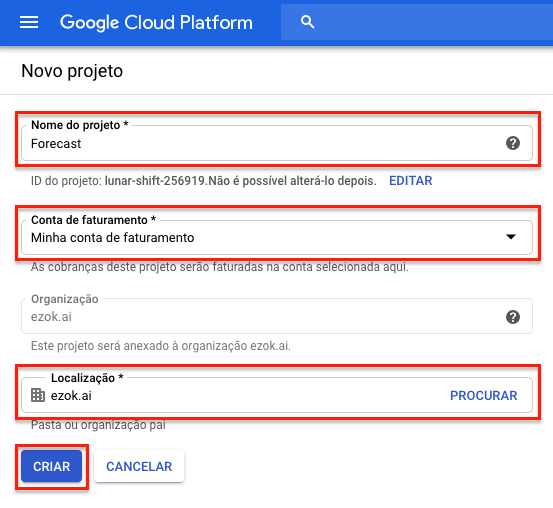 Google Cloud Platform
Novo projeto
Nome do projeto *
Forecast
ID do projeto: lunar-shift-256919.Não é possível alterá-lo depois. EDITAR
Conta de faturamento *
Minha conta de faturamento
As cobranças deste projeto serão faturadas na conta selecionada aqui.
Organização
ezok.ai
Este projeto será anexado à organização ezok.ai.
Localização *
ezok.ai PROCURAR
Pasta ou organização pai
CRIAR CANCELAR